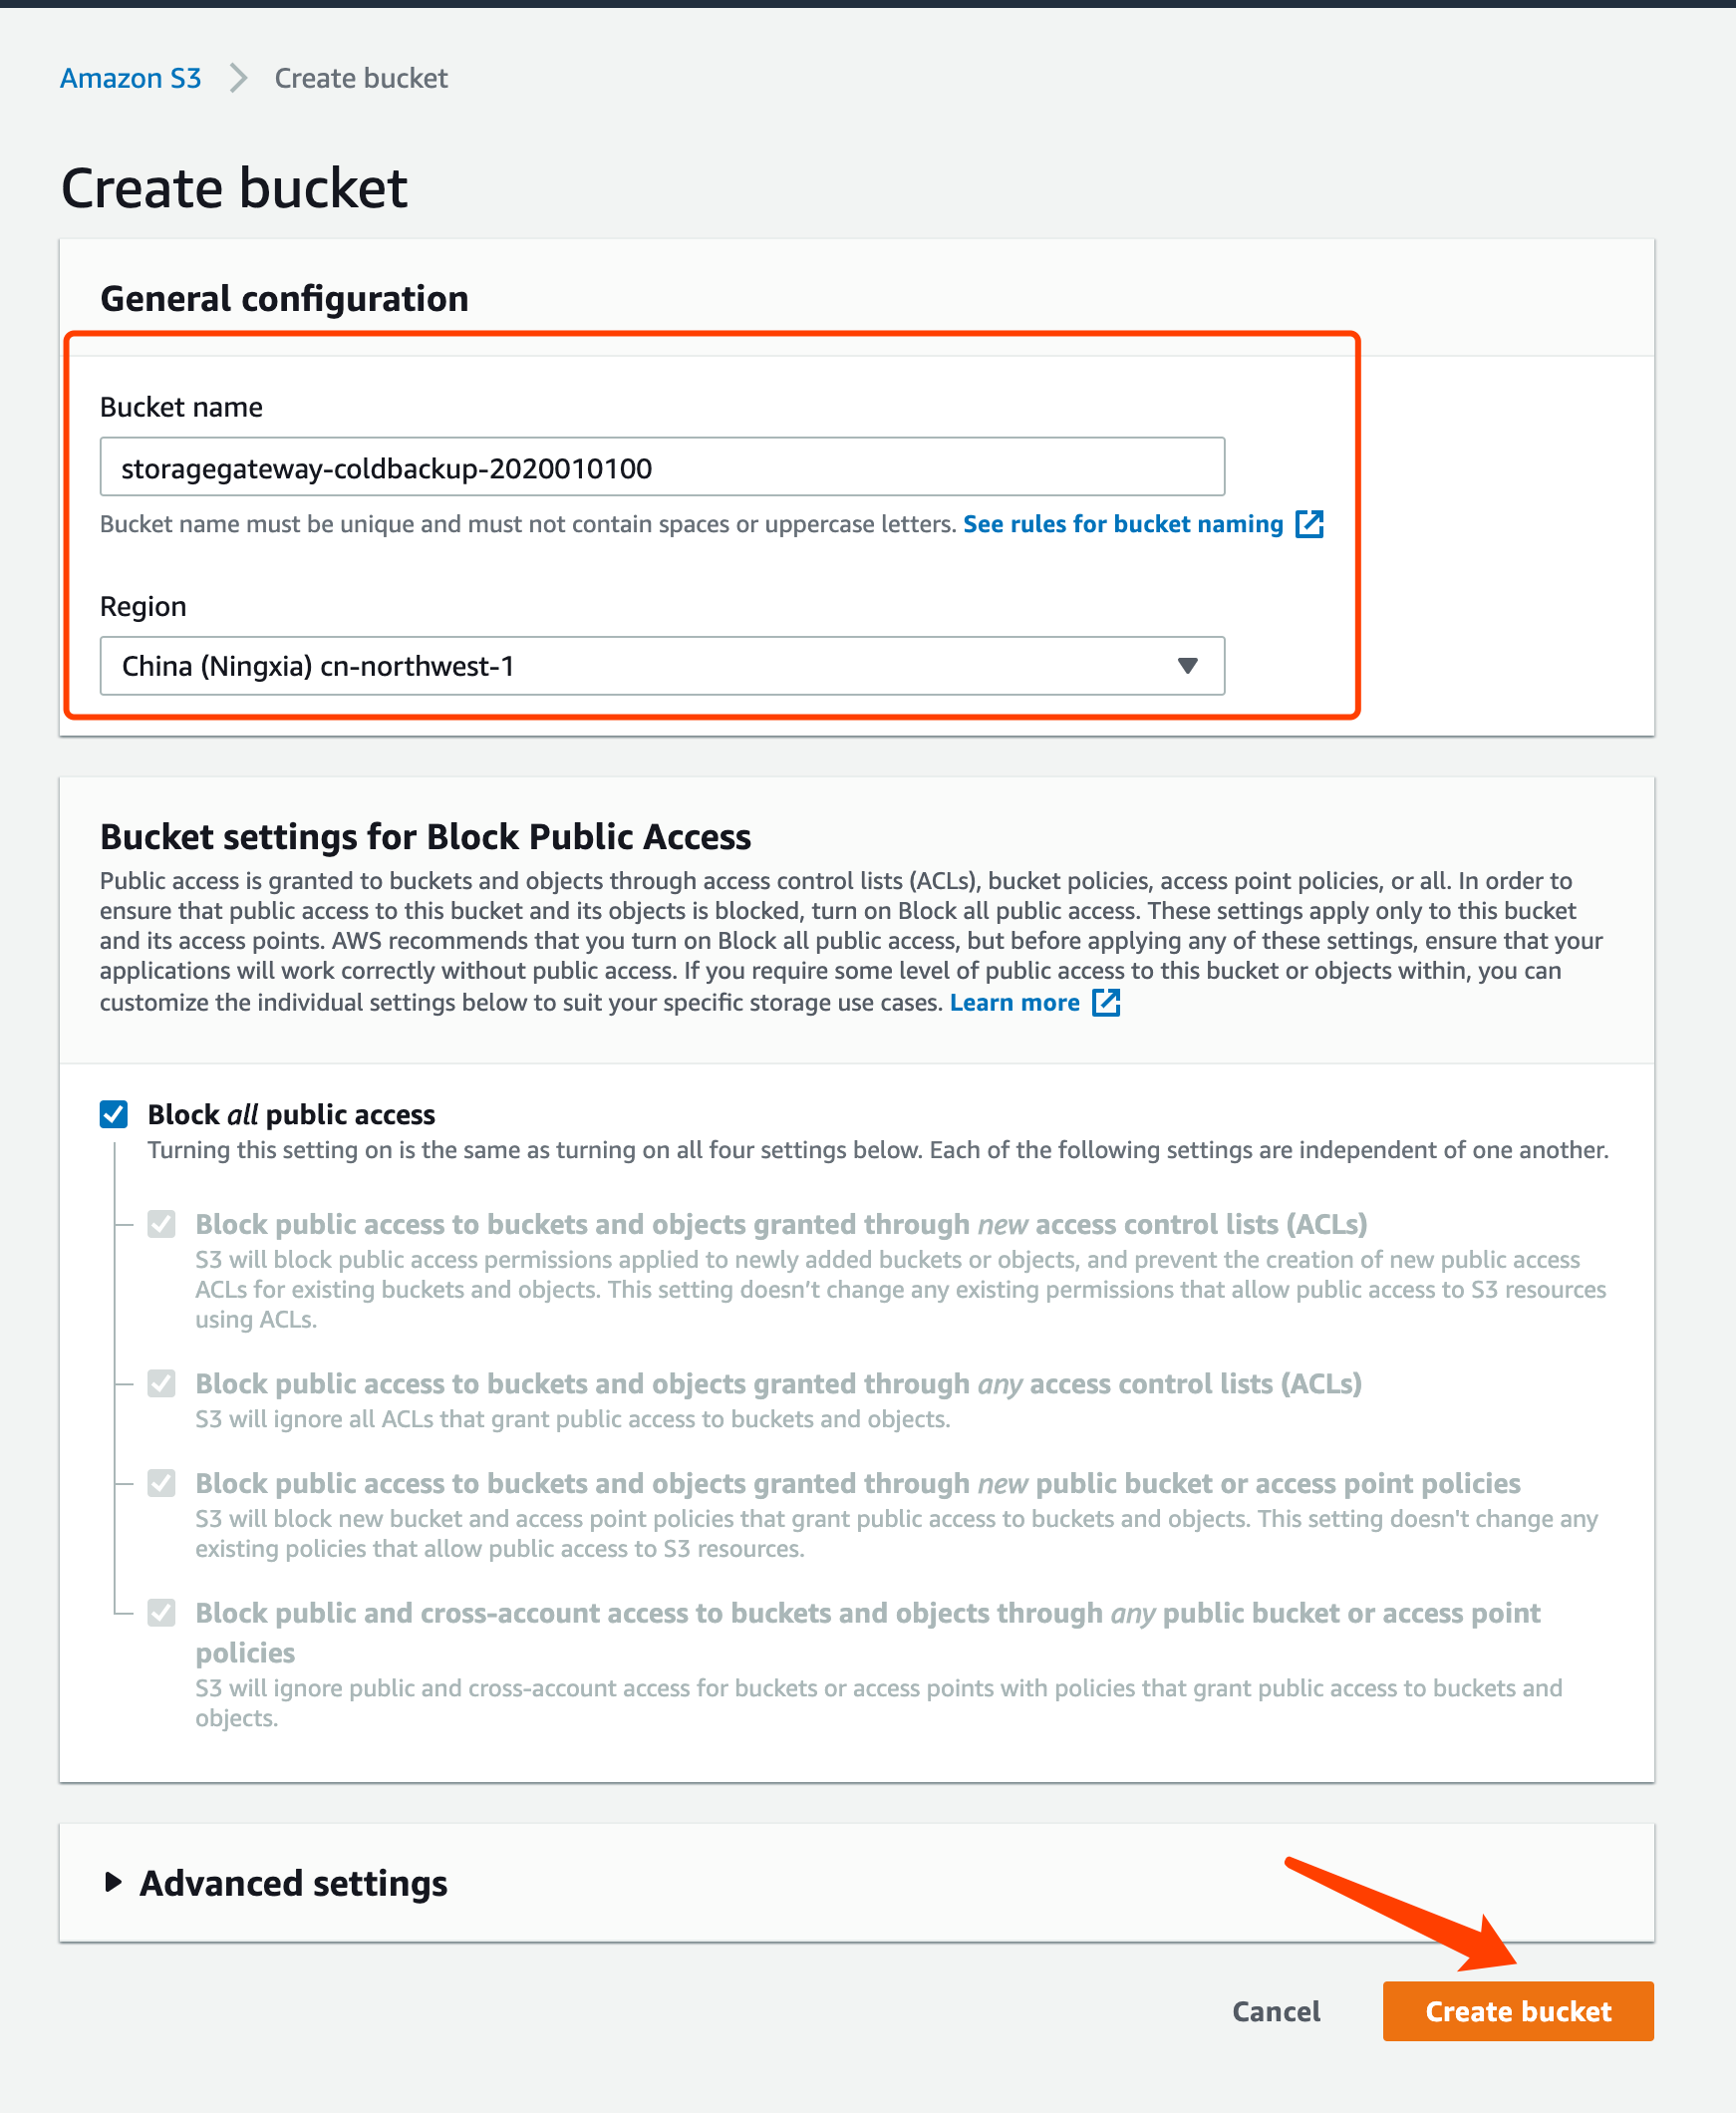 Amazon S3 > Create bucket
Create bucket
General configuration
Bucket name
storagegateway-coldbackup-2020010100
Bucket name must be unique and must not contain spaces or uppercase letters. See rules for bucket naming
Region
China (Ningxia) cn-northwest-1
Bucket settings for Block Public Access
Public access is granted to buckets and objects through access control lists (ACLs), bucket policies, access point policies, or all. In order to
ensure that public access to this bucket and its objects is blocked, turn on Block all public access. These settings apply only to this bucket
and its access points. AWS recommends that you turn on Block all public access, but before applying any of these settings, ensure that your
applications will work correctly without public access. If you require some level of public access to this bucket or objects within, you can
customize the individual settings below to suit your specific storage use cases. Learn more
Block all public access
Turning this setting on is the same as turning on all four settings below. Each of the following settings are independent of one another.
Block public access to buckets and objects granted through new access control lists (ACLs)
S3 will block public access permissions applied to newly added buckets or objects, and prevent the creation of new public access
ACLs for existing buckets and objects. This setting doesn’t change any existing permissions that allow public access to S3 resources
using ACLs.
Block public access to buckets and objects granted through any access control lists (ACLs)
S3 will ignore all ACLs that grant public access to buckets and objects.
Block public access to buckets and objects granted through new public bucket or access point policies
S3 will block new bucket and access point policies that grant public access to buckets and objects. This setting doesn't change any
existing policies that allow public access to S3 resources.
Block public and cross-account access to buckets and objects through any public bucket or access point
policies
S3 will ignore public and cross-account access for buckets or access points with policies that grant public access to buckets and
objects.
Advanced settings
Cancel
Create bucket